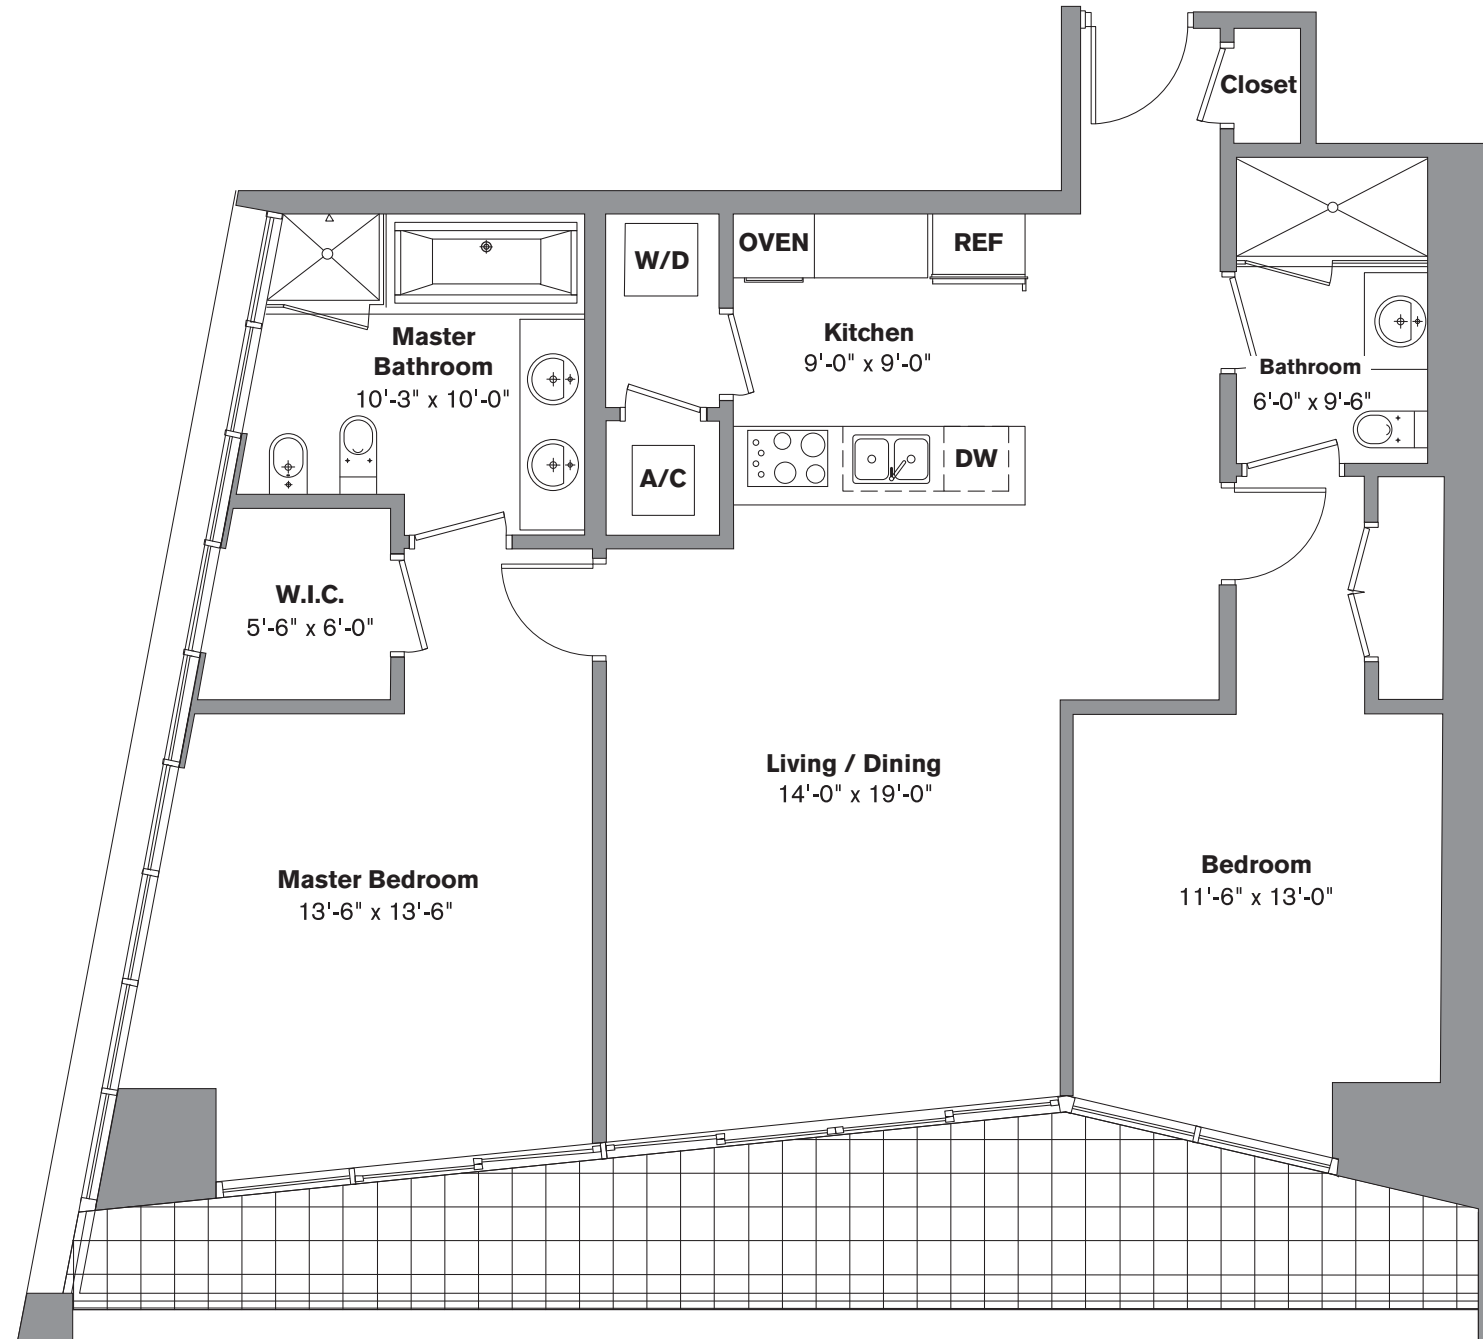 Closet
OVEN
REF
W/D
Kitchen
9'-0" x 9'-0"
Master
Bathroom
10'-3" x 10'-0"
Bathroom
6'-0" x 9'-6"
DW
A/C
W.I.C.
5'-6" x 6'-0"
Living / Dining
14'-0" x 19'-0"
Bedroom
11'-6" x 13'-0"
Master Bedroom
13'-6" x 13'-6"